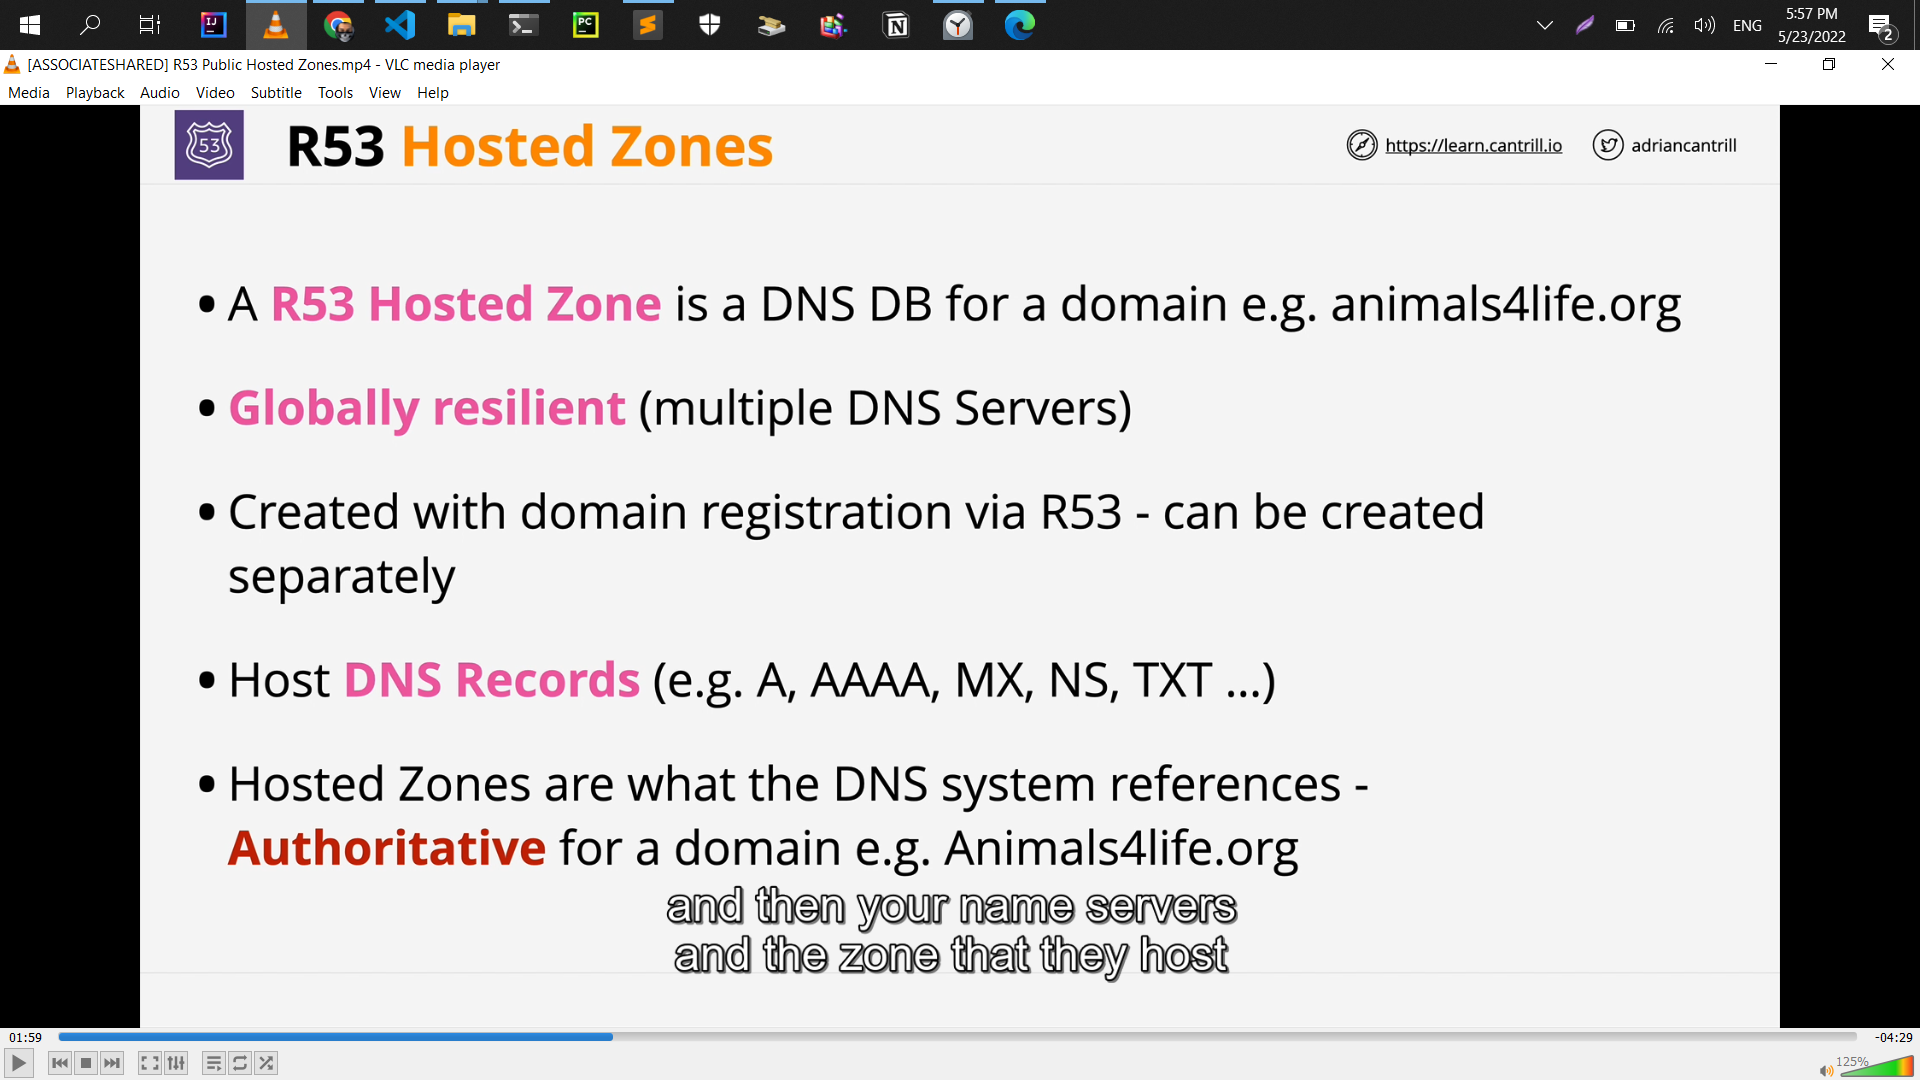 5:57 PM
ENG
5/23/2022
2
[ASSOCIATESHARED] R53 Public Hosted Zones.mp4 - VLC media player
Media Playback Audio Video Subtitle Tools View Help
53
R53 Hosted Zones
https://learn.cantrill.io
adriancantrill
• A R53 Hosted Zone is a DNS DB for a domain e.g. animals4life.org
• Globally resilient (multiple DNS Servers)
• Created with domain registration via R53 - can be created
separately
• Host DNS Records (e.g. A, AAAA, MX, NS, TXT ...)
• Hosted Zones are what the DNS system references -
Authoritative for a domain e.g. Animals4life.org
and then your name servers
and the zone that they host
01:59
-04:29
125%